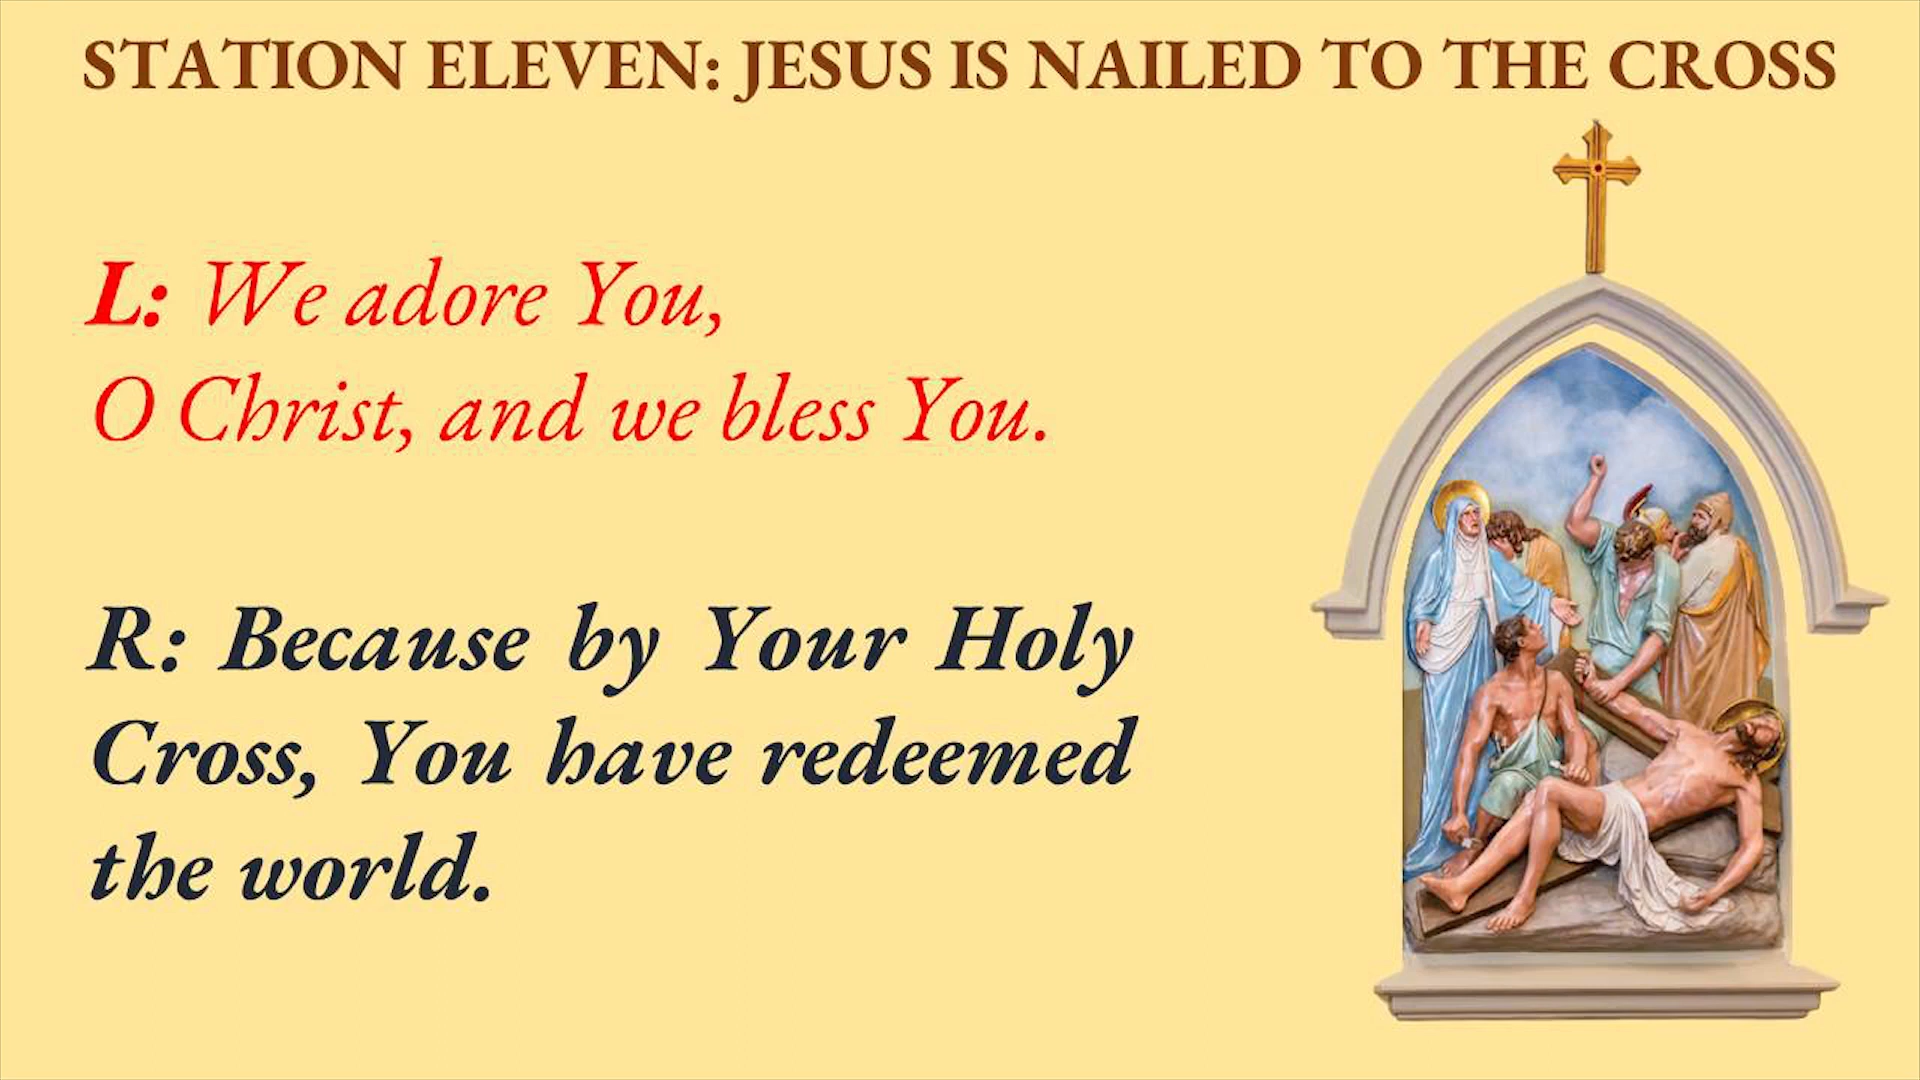 STATION ELEVEN: JESUS IS NAILED TO THE CROSS
L: We adore You,
O Christ, and we bless You.
R: Because by Your Holy
Cross, You have redeemed
the world.